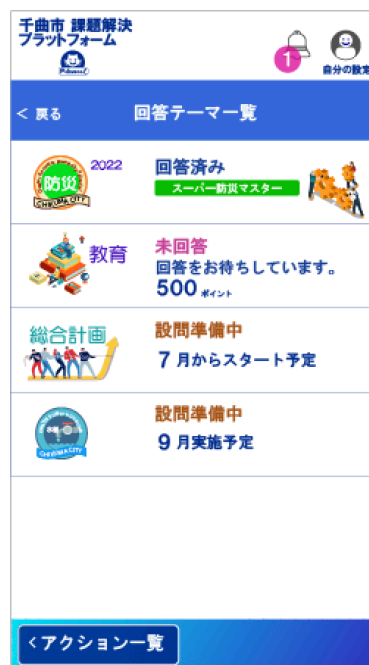 千曲市 課題解決
プラットフォーム
1
自分の設定
< 戻る
回答テーマ一覧
防災
2022
CHIKUMA CITY
回答済み
スーパー防災マスター
教育
未回答
回答をお待ちしています。
500 ポイント
総合計画
設問準備中
7月からスタート予定
CHIKUMA CITY
設問準備中
9月実施予定
<アクション一覧